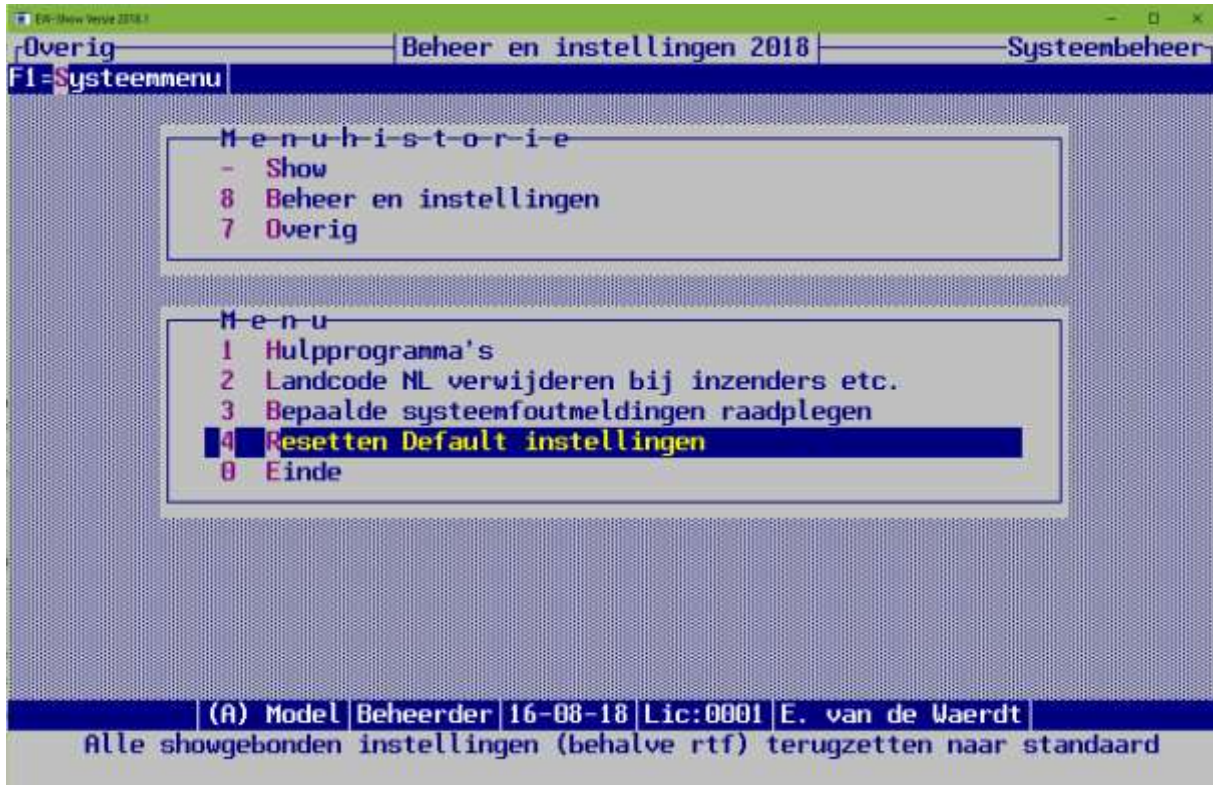 EW-Show Versie 2018.1
Overig Beheer en instellingen 2018 Systeembeheer
F1=Systeemmenu
M-e-n-u-h-i-s-t-o-r-i-e
- Show
8 Beheer en instellingen
7 Overig
M-e-n-u
1 Hulpprogramma's
2 Landcode NL verwijderen bij inzenders etc.
3 Bepaalde systeemfoutmeldingen raadplegen
4 Resetten Default instellingen
0 Einde
(A) Model Beheerder 16-08-18 Lic:0001 E. van de Waerdt
Alle showgebonden instellingen (behalve rtf) terugzetten naar standaard